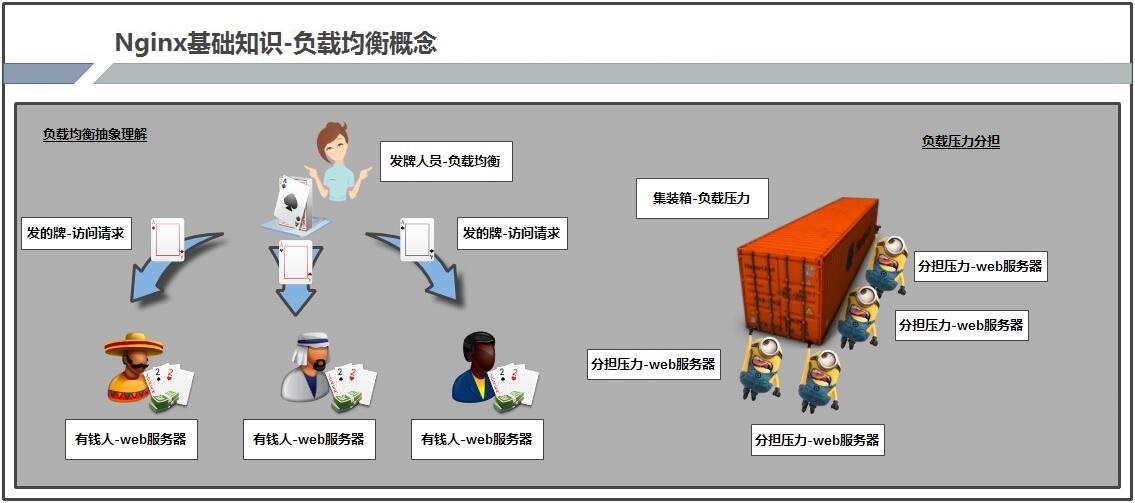 Nginx基础知识-负载均衡概念
负载均衡抽象理解
发牌人员-负载均衡
发的牌-访问请求
发的牌-访问请求
有钱人-web服务器
有钱人-web服务器
有钱人-web服务器
负载压力分担
集装箱-负载压力
分担压力-web服务器
分担压力-web服务器
分担压力-web服务器
分担压力-web服务器